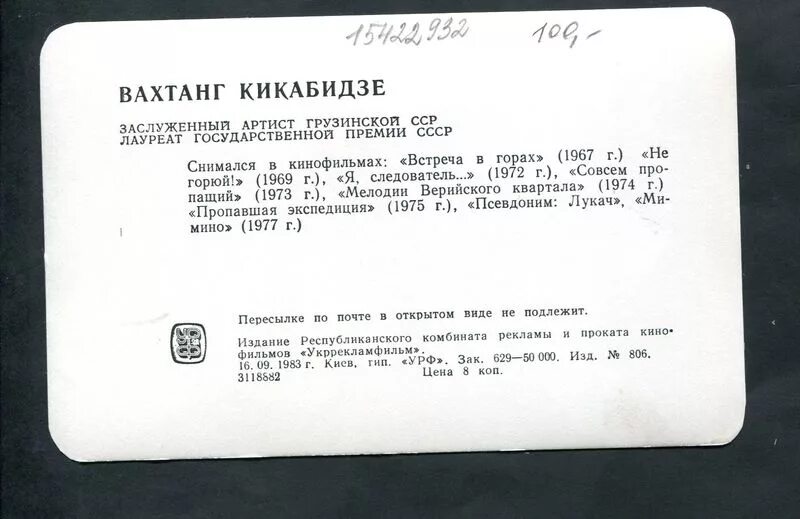 15422932 100,-
ВАХТАНГ КИКАБИДЗЕ
ЗАСЛУЖЕННЫЙ АРТИСТ ГРУЗИНСКОЙ ССР
ЛАУРЕАТ ГОСУДАРСТВЕННОЙ ПРЕМИИ СССР
Снимался в кинофильмах: «Встреча в горах» (1967 г.) «Не
горюй!» (1969 г.), «Я, следователь...» (1972 г.), «Совсем про-
пащий» (1973 г.), «Мелодии Верийского квартала» (1974 г.)
«Пропавшая экспедиция» (1975 г.), «Псевдоним: Лукач», «Ми-
мино» (1977 г.)
Пересылке по почте в открытом виде не подлежит.
Издание Республиканского комбината рекламы и проката кино-
фильмов «Укррекламфильм».
16. 09. 1983 г. Киев, тип. «УРФ». Зак. 629—50 000. Изд. № 806.
3118882 Цена 8 коп.